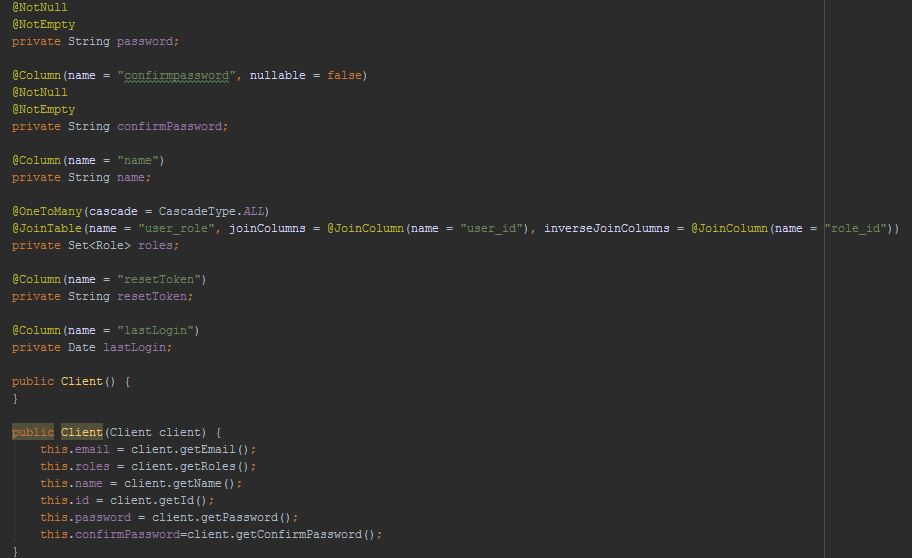 @NotNull
@NotEmpty
private String password;
@Column(name = "confirmpassword", nullable = false)
@NotNull
@NotEmpty
private String confirmPassword;
@Column(name = "name")
private String name;
@OneToMany(cascade = CascadeType.ALL)
@JoinTable(name = "user_role", joinColumns = @JoinColumn(name = "user_id"), inverseJoinColumns = @JoinColumn(name = "role_id"))
private Set<Role> roles;
@Column(name = "resetToken")
private String resetToken;
@Column(name = "lastLogin")
private Date lastLogin;
public Client() {
}
public Client(Client client) {
this.email = client.getEmail();
this.roles = client.getRoles();
this.name = client.getName();
this.id = client.getId();
this.password = client.getPassword();
this.confirmPassword=client.getConfirmPassword();
}